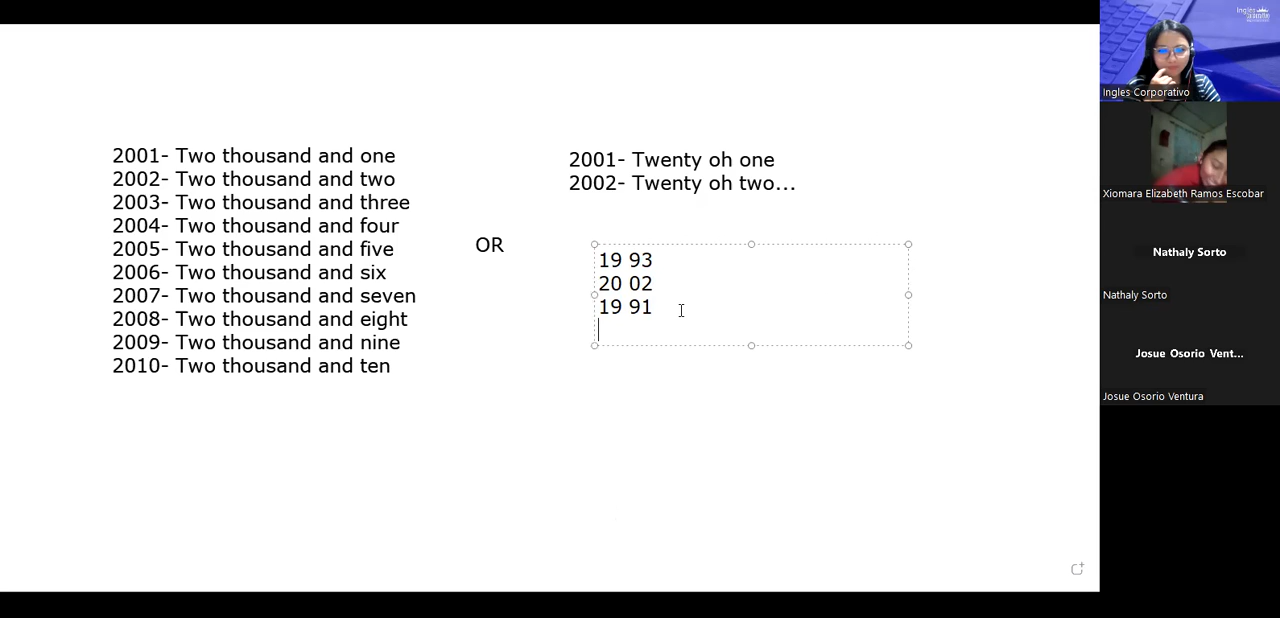 2001- Two thousand and one
2002- Two thousand and two
2003- Two thousand and three
2004- Two thousand and four
2005- Two thousand and five
2006- Two thousand and six
2007- Two thousand and seven
2008- Two thousand and eight
2009- Two thousand and nine
2010- Two thousand and ten
OR
2001- Twenty oh one
2002- Twenty oh two...
19 93
20 02
19 91
Ingles
Ingles Corporativo
Xiomara Elizabeth Ramos Escobar
Nathaly Sorto
Nathaly Sorto
Josue Osorio Vent...
Josue Osorio Ventura